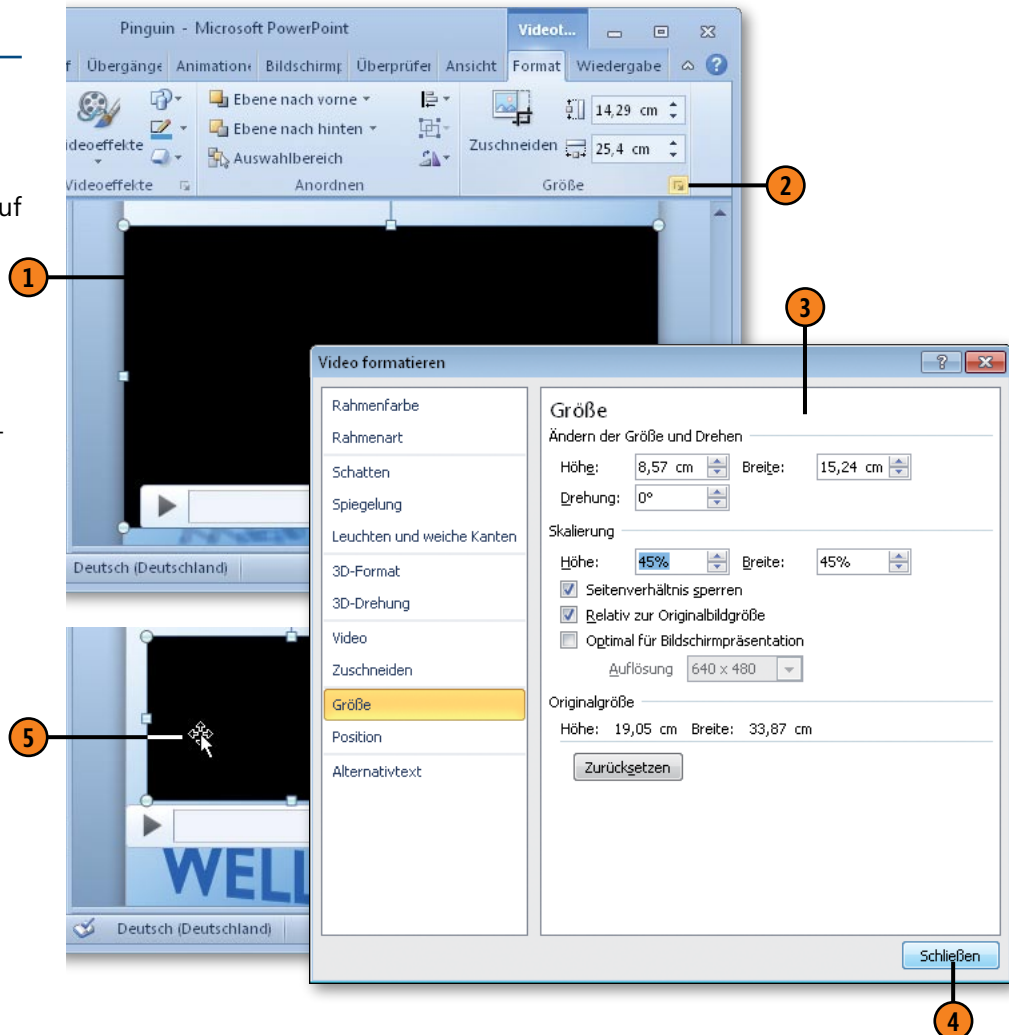 Pinguin - Microsoft PowerPoint Videot...
f Übergänge Animatione Bildschirmp Überprüfer Ansicht Format Wiedergabe
Ebene nach vorne
Ebene nach hinten
Auswahlbereich
ideoeffekte
Zuschneiden
14,29 cm
25,4 cm
Videoeffekte Anordnen Größe
2
uf
1
3
Video formatieren
Rahmenfarbe
Rahmenart
Schatten
Spiegelung
Leuchten und weiche Kanten
3D-Format
3D-Drehung
Video
Zuschneiden
Größe
Position
Alternativtext
Größe
Ändern der Größe und Drehen
Höhe: 8,57 cm Breite: 15,24 cm
Drehung: 0°
Skalierung
Höhe: 45% Breite: 45%
Seitenverhältnis sperren
Relativ zur Originalbildgröße
Optimal für Bildschirmpräsentation
Auflösung 640 x 480
Originalgröße
Höhe: 19,05 cm Breite: 33,87 cm
Zurücksetzen
Schließen
4
Deutsch (Deutschland)
5
WELL
Deutsch (Deutschland)